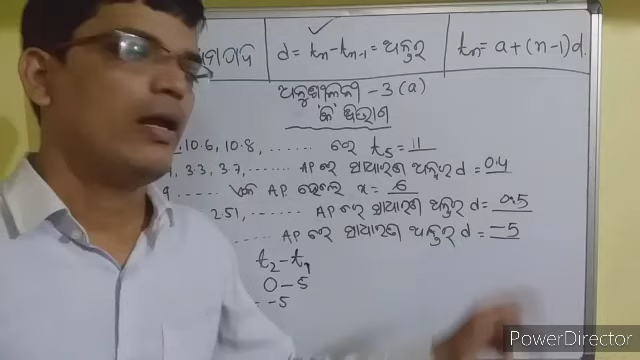 d = tn - tn-1 = ଅନ୍ତର
tn = a + (n-1)d.
ଅନୁଶୀଳନୀ - 3(a)
'କ' ବିଭାଗ
10.6, 10.8, ....... ରେ t5 = 11
3.3, 3.7, ....... AP ରେ ସାଧାରଣ ଅନ୍ତର d = 0.4
9 ....... ଏକ A.P ହେଲେ x = 6
2.51, ....... AP ରେ ସାଧାରଣ ଅନ୍ତର d = 0.5
....... AP ରେ ସାଧାରଣ ଅନ୍ତର d = -5
t2 - t1
0 - 5
-5
PowerDirector